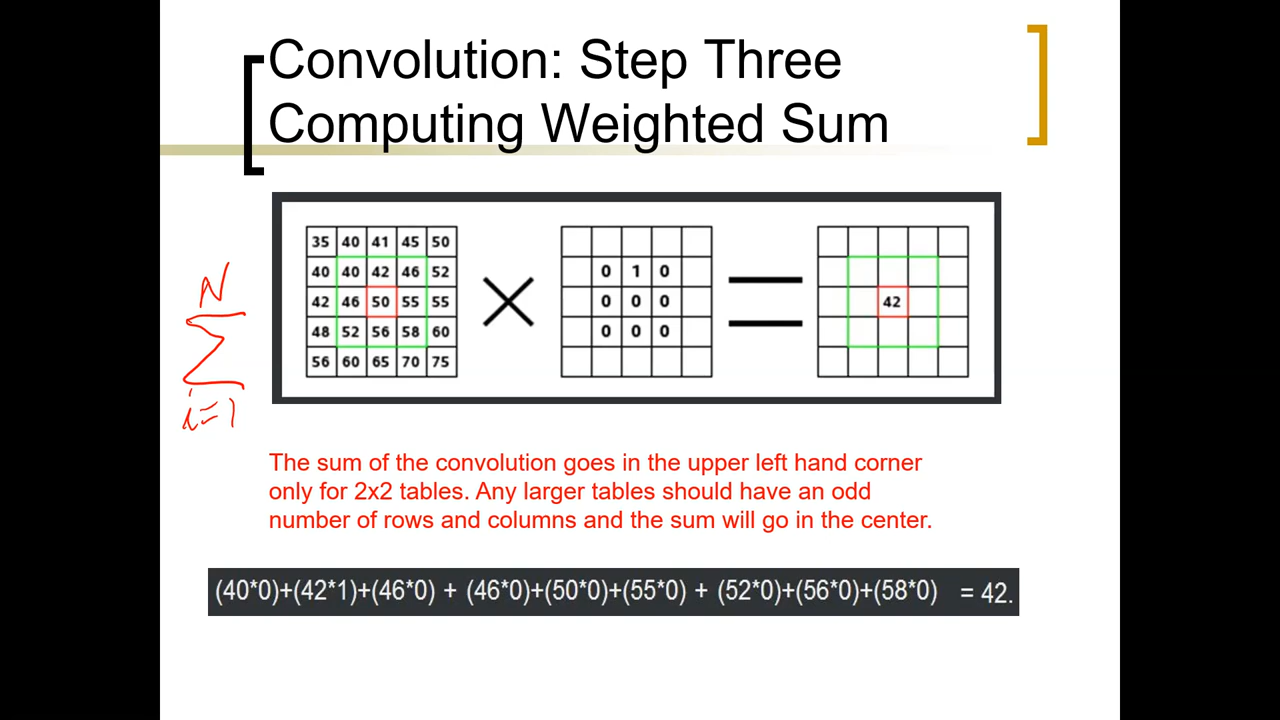 Convolution: Step Three
Computing Weighted Sum
35 40 41 45 50
40 40 42 46 52
42 46 50 55 55
48 52 56 58 60
56 60 65 70 75
0 1 0
0 0 0
0 0 0
42
N
∑
i=1
The sum of the convolution goes in the upper left hand corner
only for 2x2 tables. Any larger tables should have an odd
number of rows and columns and the sum will go in the center.
(40*0)+(42*1)+(46*0) + (46*0)+(50*0)+(55*0) + (52*0)+(56*0)+(58*0) = 42.